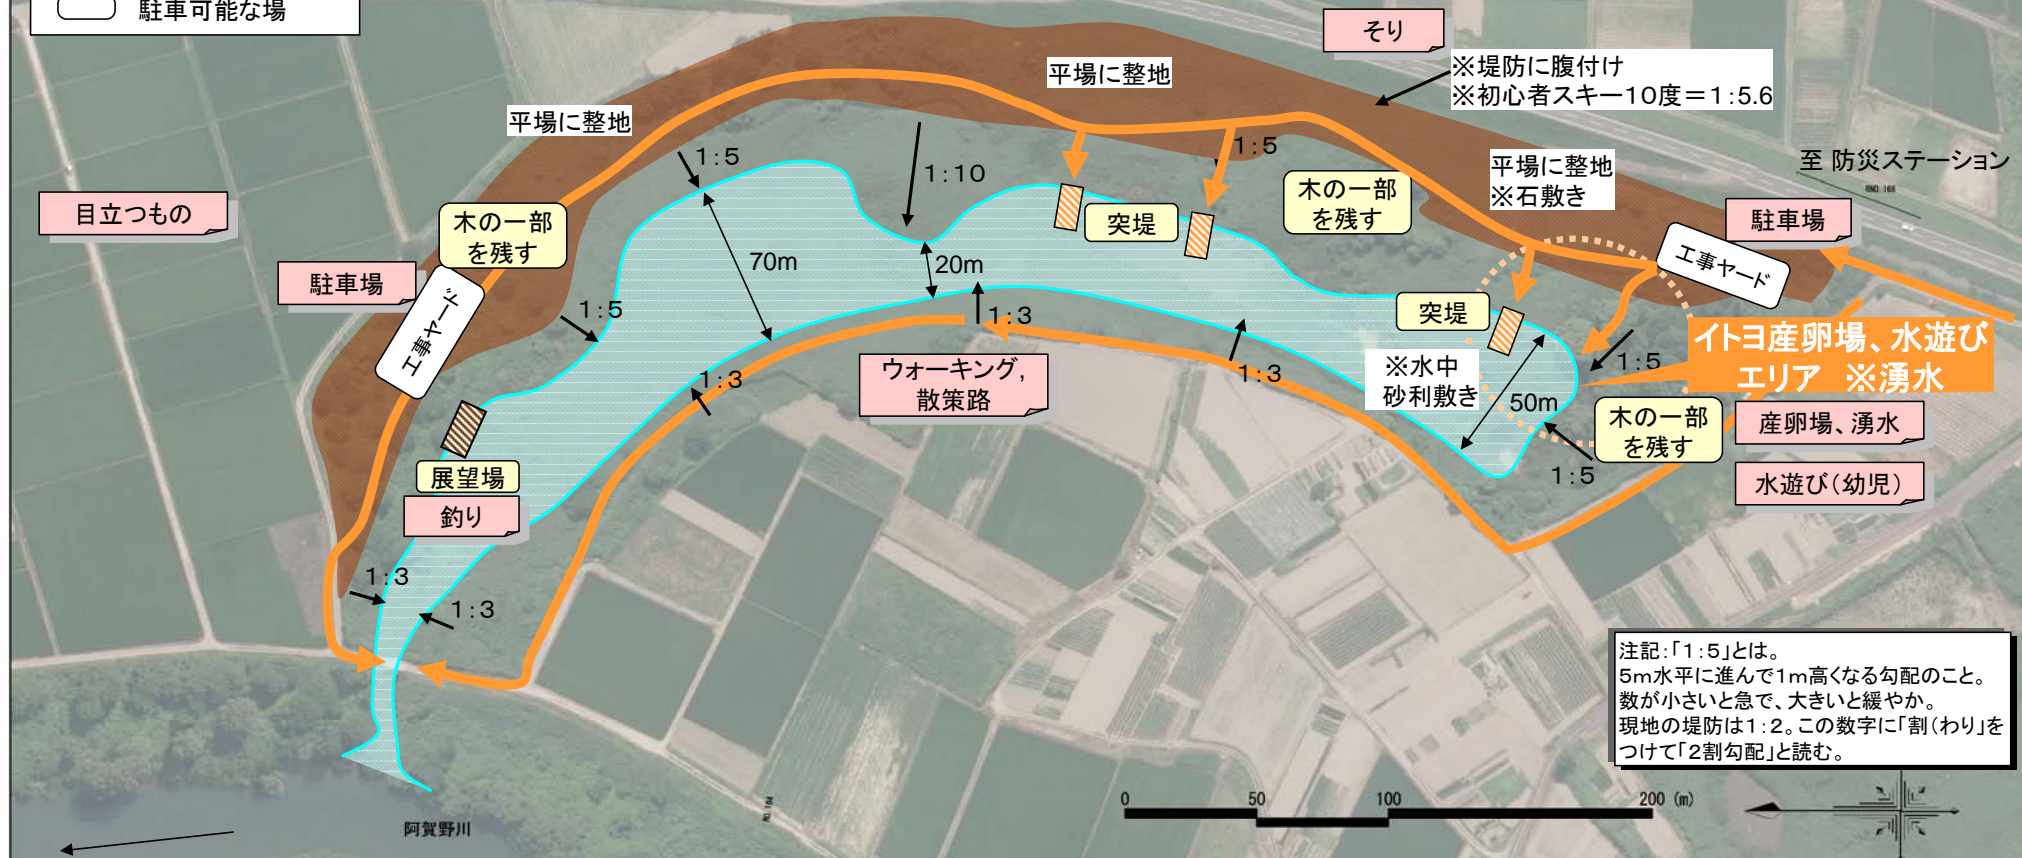 駐車可能な場
そり
※堤防に腹付け
※初心者スキー10度＝1:5.6
平場に整地
平場に整地
1:5
1:10
1:5
平場に整地
※石敷き
至 防災ステーション
RNO 166
目立つもの
木の一部
を残す
突堤
木の一部
を残す
駐車場
工事ヤード
駐車場
工事ヤード
70m
20m
1:5
1:3
突堤
イトヨ産卵場、水遊び
エリア ※湧水
1:5
ウォーキング,
散策路
1:3
1:3
※水中
砂利敷き
50m
木の一部
を残す
産卵場、湧水
1:5
水遊び(幼児)
展望場
釣り
1:3
1:3
注記:「1:5」とは。
5m水平に進んで1m高くなる勾配のこと。
数が小さいと急で、大きいと緩やか。
現地の堤防は1:2。この数字に「割(わり)」を
つけて「2割勾配」と読む。
0 50 100 200 (m)
NO.164
阿賀野川